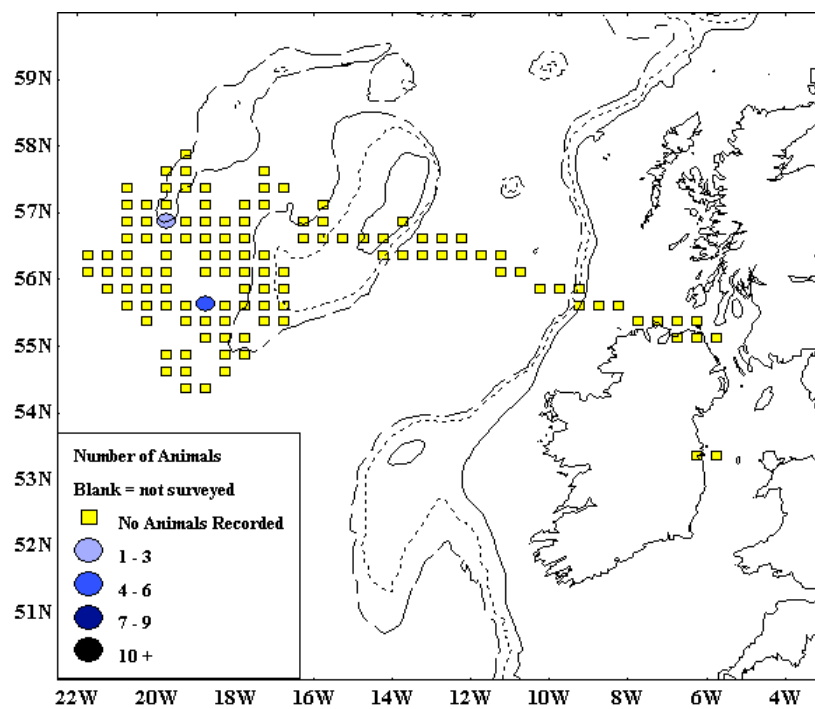 59N
58N
57N
56N
55N
54N
53N
52N
51N
Number of Animals
Blank = not surveyed
No Animals Recorded
1 - 3
4 - 6
7 - 9
10 +
22W 20W 18W 16W 14W 12W 10W 8W 6W 4W